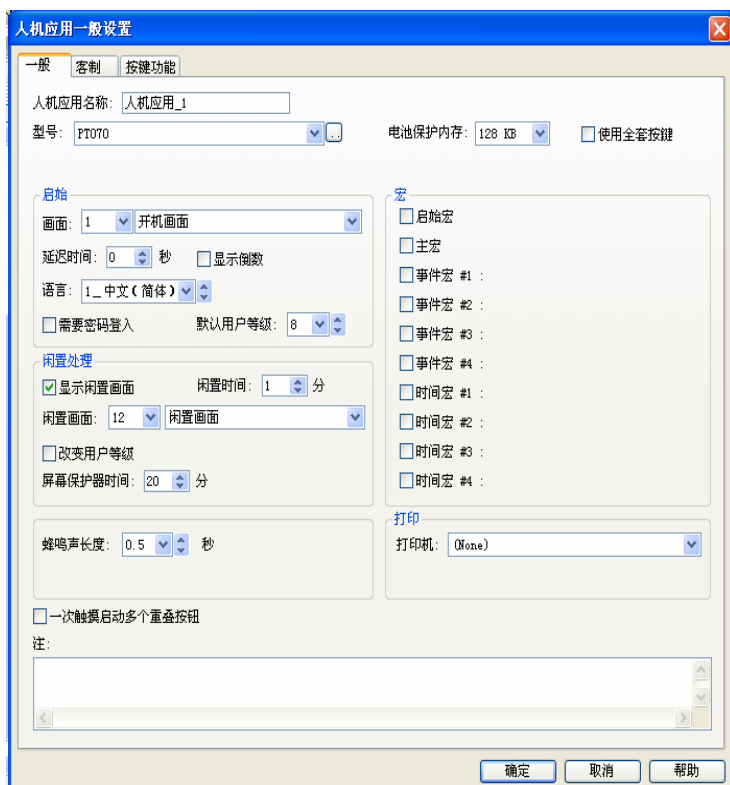 人机应用一般设置
一般 客制 按键功能
人机应用名称: 人机应用_1
型号: PT070 .. 电池保护内存: 128 KB 使用全套按键
启始
画面: 1 开机画面
延迟时间: 0 秒 显示倒数
语言: 1_中文(简体)
需要密码登入 默认用户等级: 8
闲置处理
显示闲置画面 闲置时间: 1 分
闲置画面: 12 闲置画面
改变用户等级
屏幕保护器时间: 20 分
蜂鸣声长度: 0.5 秒
宏
启始宏
主宏
事件宏 #1 :
事件宏 #2 :
事件宏 #3 :
事件宏 #4 :
时间宏 #1 :
时间宏 #2 :
时间宏 #3 :
时间宏 #4 :
打印
打印机: (None)
一次触摸启动多个重叠按钮
注:
确定 取消 帮助